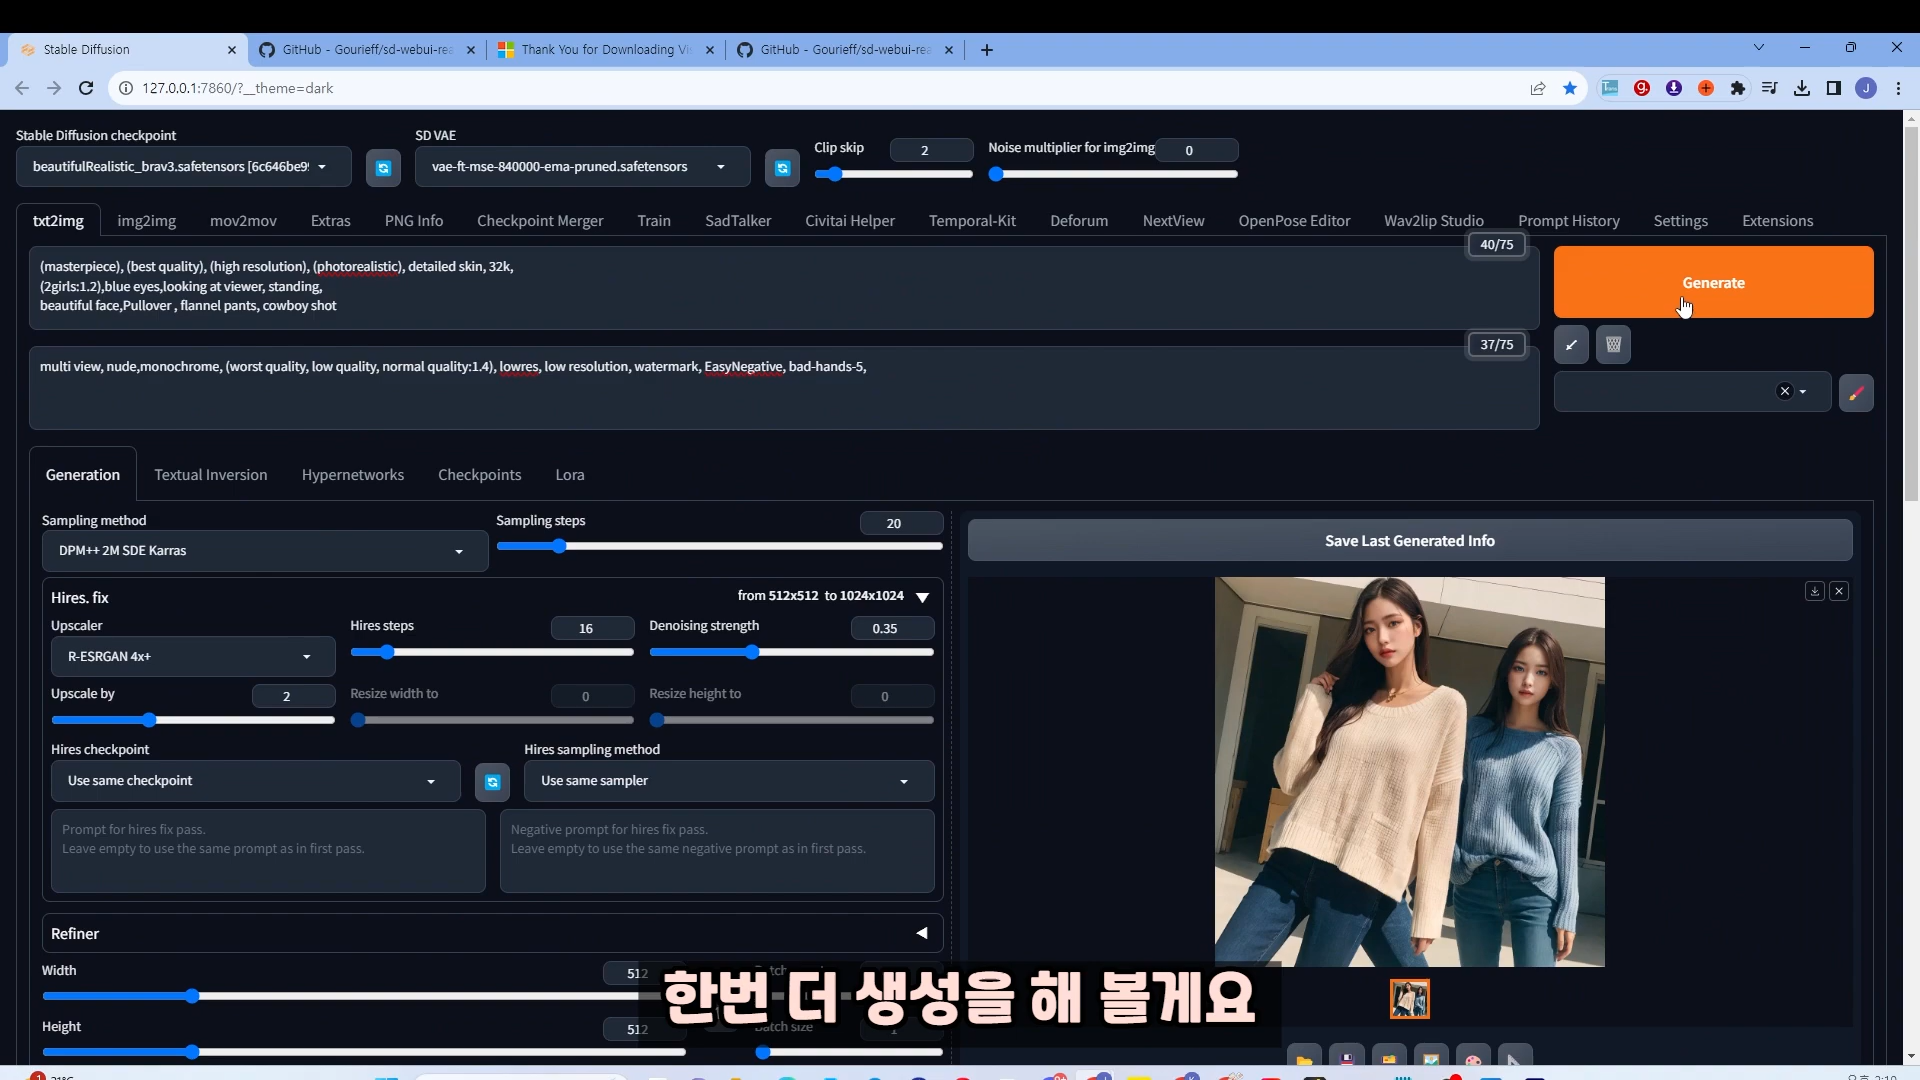 Stable Diffusion
GitHub - Gourieff/sd-webui-rea
Thank You for Downloading Vi
GitHub - Gourieff/sd-webui-rea
127.0.0.1:7860/?__theme=dark
J
Stable Diffusion checkpoint
SD VAE
beautifulRealistic_brav3.safetensors [6c646be9
vae-ft-mse-840000-ema-pruned.safetensors
Clip skip
2
Noise multiplier for img2img
0
txt2img
img2img
mov2mov
Extras
PNG Info
Checkpoint Merger
Train
SadTalker
Civitai Helper
Temporal-Kit
Deforum
NextView
OpenPose Editor
Wav2lip Studio
Prompt History
Settings
Extensions
40/75
(masterpiece), (best quality), (high resolution), (photorealistic), detailed skin, 32k,
(2girls:1.2),blue eyes,looking at viewer, standing,
beautiful face,Pullover , flannel pants, cowboy shot
Generate
37/75
multi view, nude,monochrome, (worst quality, low quality, normal quality:1.4), lowres, low resolution, watermark, EasyNegative, bad-hands-5,
Generation
Textual Inversion
Hypernetworks
Checkpoints
Lora
Sampling method
DPM++ 2M SDE Karras
Sampling steps
20
Save Last Generated Info
Hires. fix
from 512x512 to 1024x1024
Upscaler
R-ESRGAN 4x+
Hires steps
16
Denoising strength
0.35
Upscale by
2
Resize width to
0
Resize height to
0
Hires checkpoint
Use same checkpoint
Hires sampling method
Use same sampler
Prompt for hires fix pass.
Leave empty to use the same prompt as in first pass.
Negative prompt for hires fix pass.
Leave empty to use the same negative prompt as in first pass.
Refiner
Width
512
Height
512
Batch size
1
한번 더 생성을 해 볼게요